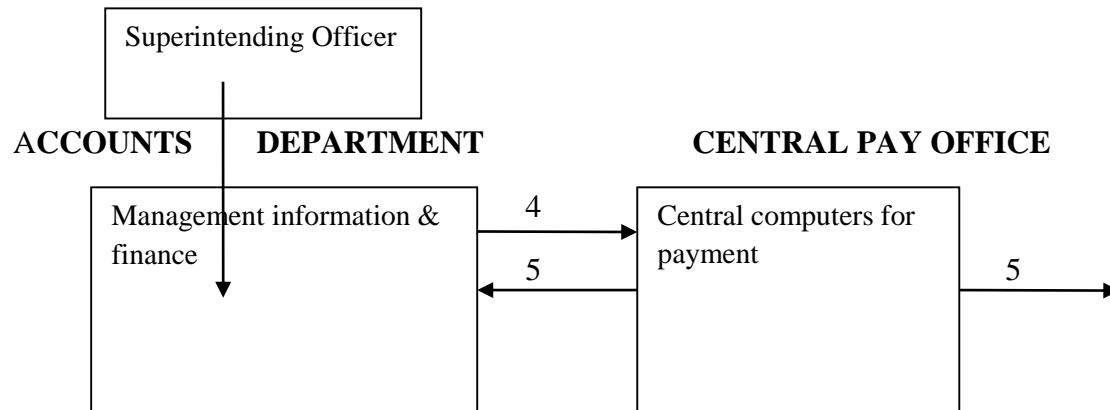 Superintending Officer
ACCOUNTS DEPARTMENT
CENTRAL PAY OFFICE
Management information &
finance
4
5
Central computers for
payment
5